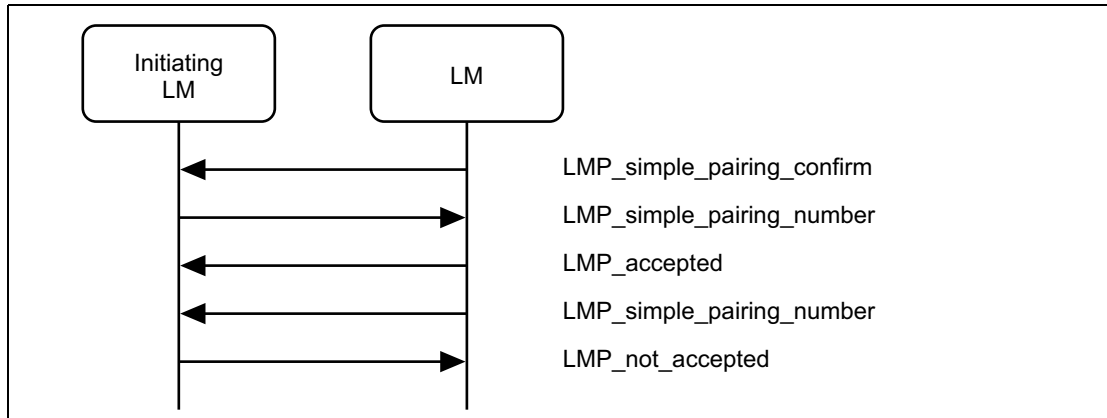 Initiating
LM
LM
LMP_simple_pairing_confirm
LMP_simple_pairing_number
LMP_accepted
LMP_simple_pairing_number
LMP_not_accepted